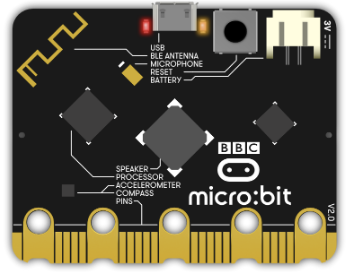 3V
USB
BLE ANTENNA
MICROPHONE
RESET
BATTERY
BBC
SPEAKER
PROCESSOR
ACCELEROMETER
COMPASS
PINS
micro:bit
V2.0